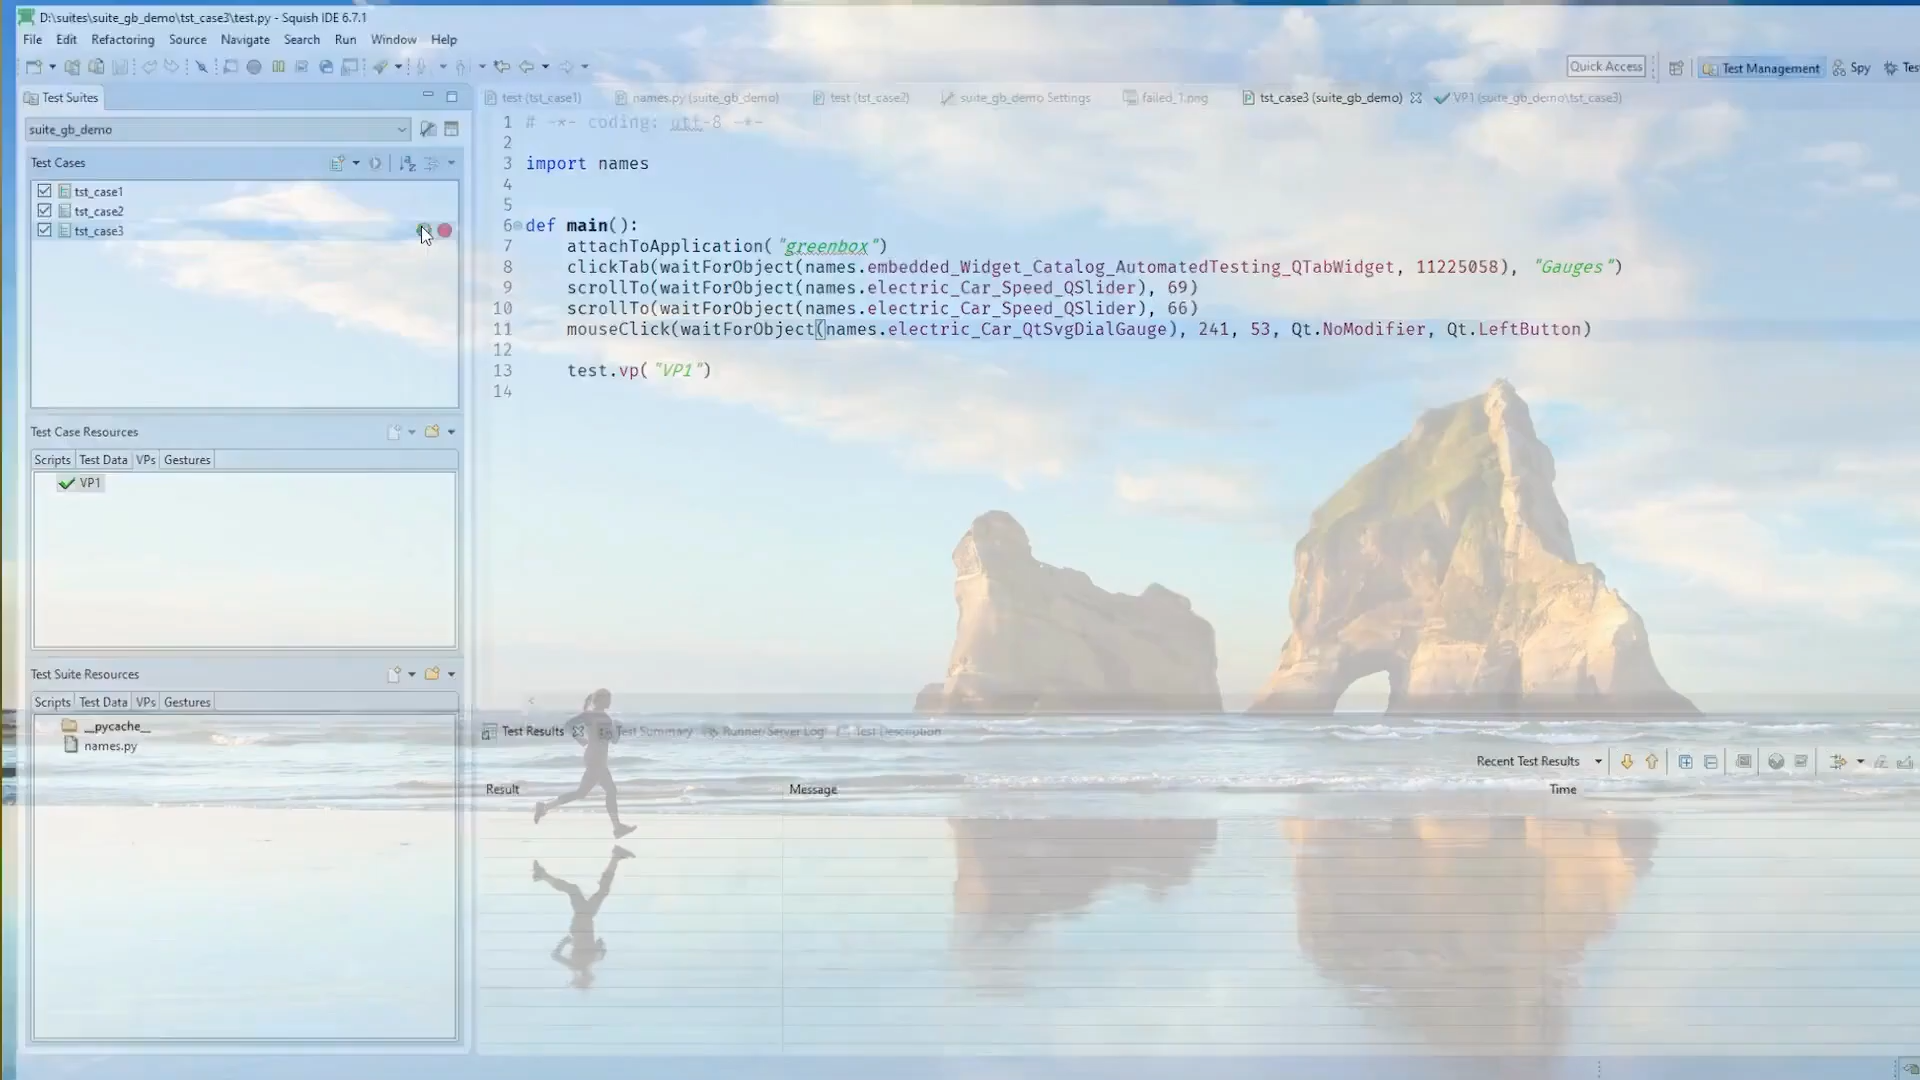 D:\suites\suite_gb_demo\tst_case3\test.py - Squish IDE 6.7.1
File Edit Refactoring Source Navigate Search Run Window Help
Quick Access Test Management Spy Tes
Test Suites
test (tst_case1) names.py (suite_gb_demo) test (tst_case2) suite_gb_demo Settings failed_1.png tst_case3 (suite_gb_demo) VP1 (suite_gb_demo\tst_case3)
suite_gb_demo
Test Cases
tst_case1
tst_case2
tst_case3
Test Case Resources
Scripts Test Data VPs Gestures
VP1
Test Suite Resources
Scripts Test Data VPs Gestures
__pycache__
names.py
1 # -*- coding: utf-8 -*-
2
3 import names
4
5
6 def main():
7 attachToApplication("greenbox")
8 clickTab(waitForObject(names.embedded_Widget_Catalog_AutomatedTesting_QTabWidget, 11225058), "Gauges")
9 scrollTo(waitForObject(names.electric_Car_Speed_QSlider), 69)
10 scrollTo(waitForObject(names.electric_Car_Speed_QSlider), 66)
11 mouseClick(waitForObject(names.electric_Car_QtSvgDialGauge), 241, 53, Qt.NoModifier, Qt.LeftButton)
12
13 test.vp("VP1")
14
Test Results Test Summary Runner/Server Log Test Description
Recent Test Results
Result Message Time